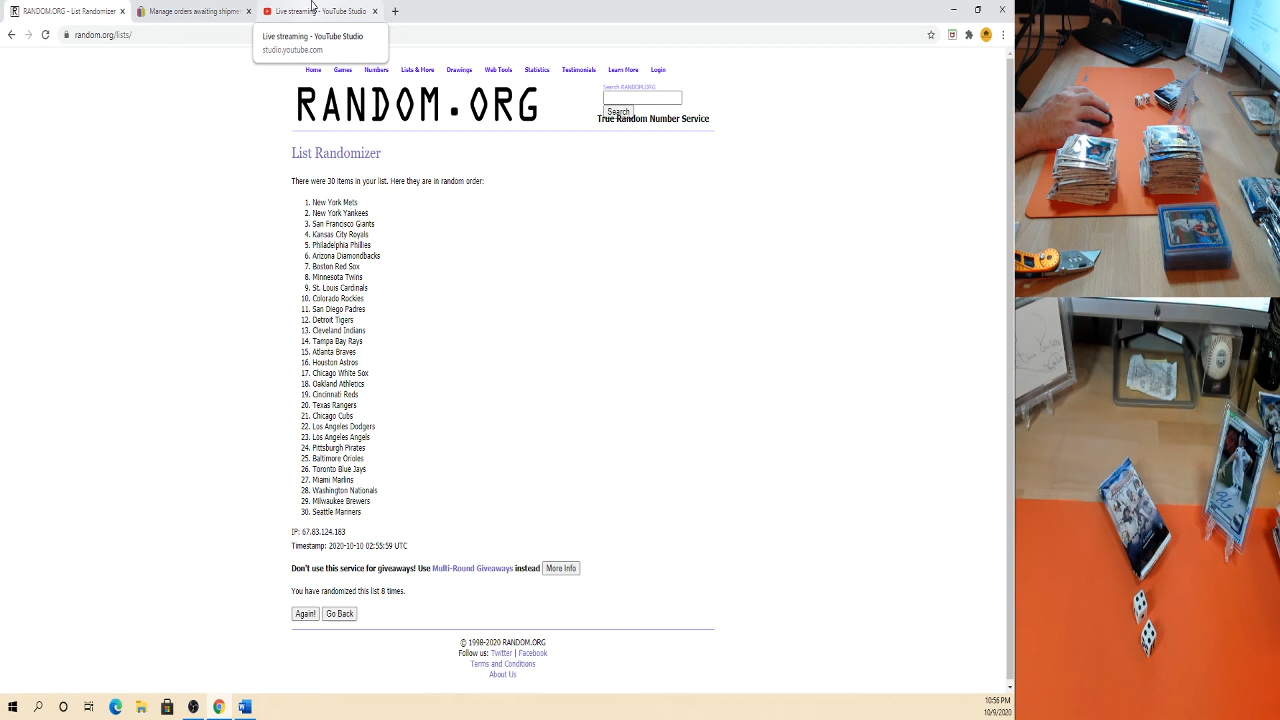 RANDOM.ORG - List Randomizer
Manage orders awaiting shipme
Live streaming - YouTube Studio
random.org/lists/
Live streaming - YouTube Studio
studio.youtube.com
Home Games Numbers Lists & More Drawings Web Tools Statistics Testimonials Learn More Login
RANDOM.ORG
Search RANDOM.ORG
Search
True Random Number Service
List Randomizer
There were 30 items in your list. Here they are in random order:
1. New York Mets
2. New York Yankees
3. San Francisco Giants
4. Kansas City Royals
5. Philadelphia Phillies
6. Arizona Diamondbacks
7. Boston Red Sox
8. Minnesota Twins
9. St. Louis Cardinals
10. Colorado Rockies
11. San Diego Padres
12. Detroit Tigers
13. Cleveland Indians
14. Tampa Bay Rays
15. Atlanta Braves
16. Houston Astros
17. Chicago White Sox
18. Oakland Athletics
19. Cincinnati Reds
20. Texas Rangers
21. Chicago Cubs
22. Los Angeles Dodgers
23. Los Angeles Angels
24. Pittsburgh Pirates
25. Baltimore Orioles
26. Toronto Blue Jays
27. Miami Marlins
28. Washington Nationals
29. Milwaukee Brewers
30. Seattle Mariners
IP: 67.83.124.183
Timestamp: 2020-10-10 02:55:59 UTC
Don't use this service for giveaways! Use Multi-Round Giveaways instead More Info
You have randomized this list 8 times.
Again! Go Back
© 1998-2020 RANDOM.ORG
Follow us: Twitter | Facebook
Terms and Conditions
About Us
10:56 PM
10/9/2020